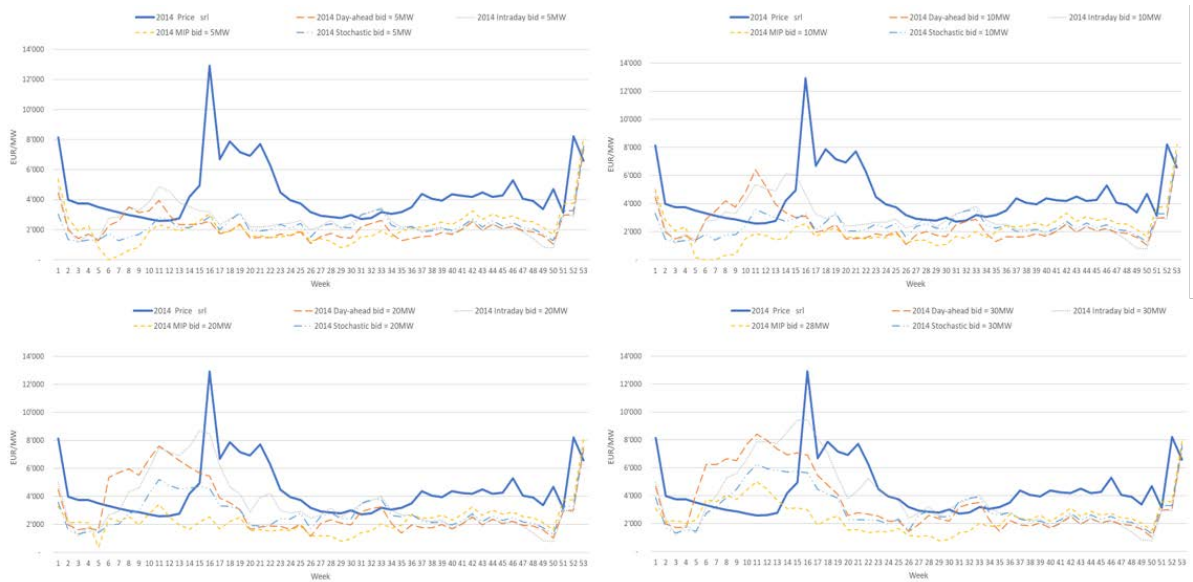 2014 Price srl
2014 Day-ahead bid = 5MW
2014 Intraday bid = 5MW
2014 MIP bid = 5MW
2014 Stochastic bid = 5MW
14'000
12'000
10'000
8'000
6'000
4'000
2'000
-
EUR/MW
1 2 3 4 5 6 7 8 9 10 11 12 13 14 15 16 17 18 19 20 21 22 23 24 25 26 27 28 29 30 31 32 33 34 35 36 37 38 39 40 41 42 43 44 45 46 47 48 49 50 51 52 53
Week
2014 Price srl
2014 Day-ahead bid = 10MW
2014 Intraday bid = 10MW
2014 MIP bid = 10MW
2014 Stochastic bid = 10MW
14'000
12'000
10'000
8'000
6'000
4'000
2'000
-
EUR/MW
1 2 3 4 5 6 7 8 9 10 11 12 13 14 15 16 17 18 19 20 21 22 23 24 25 26 27 28 29 30 31 32 33 34 35 36 37 38 39 40 41 42 43 44 45 46 47 48 49 50 51 52 53
Week
2014 Price srl
2014 Day-ahead bid = 20MW
2014 Intraday bid = 20MW
2014 MIP bid = 20MW
2014 Stochastic bid = 20MW
14'000
12'000
10'000
8'000
6'000
4'000
2'000
-
EUR/MW
1 2 3 4 5 6 7 8 9 10 11 12 13 14 15 16 17 18 19 20 21 22 23 24 25 26 27 28 29 30 31 32 33 34 35 36 37 38 39 40 41 42 43 44 45 46 47 48 49 50 51 52 53
Week
2014 Price srl
2014 Day-ahead bid = 30MW
2014 Intraday bid = 30MW
2014 MIP bid = 28MW
2014 Stochastic bid = 30MW
14'000
12'000
10'000
8'000
6'000
4'000
2'000
-
EUR/MW
1 2 3 4 5 6 7 8 9 10 11 12 13 14 15 16 17 18 19 20 21 22 23 24 25 26 27 28 29 30 31 32 33 34 35 36 37 38 39 40 41 42 43 44 45 46 47 48 49 50 51 52 53
Week